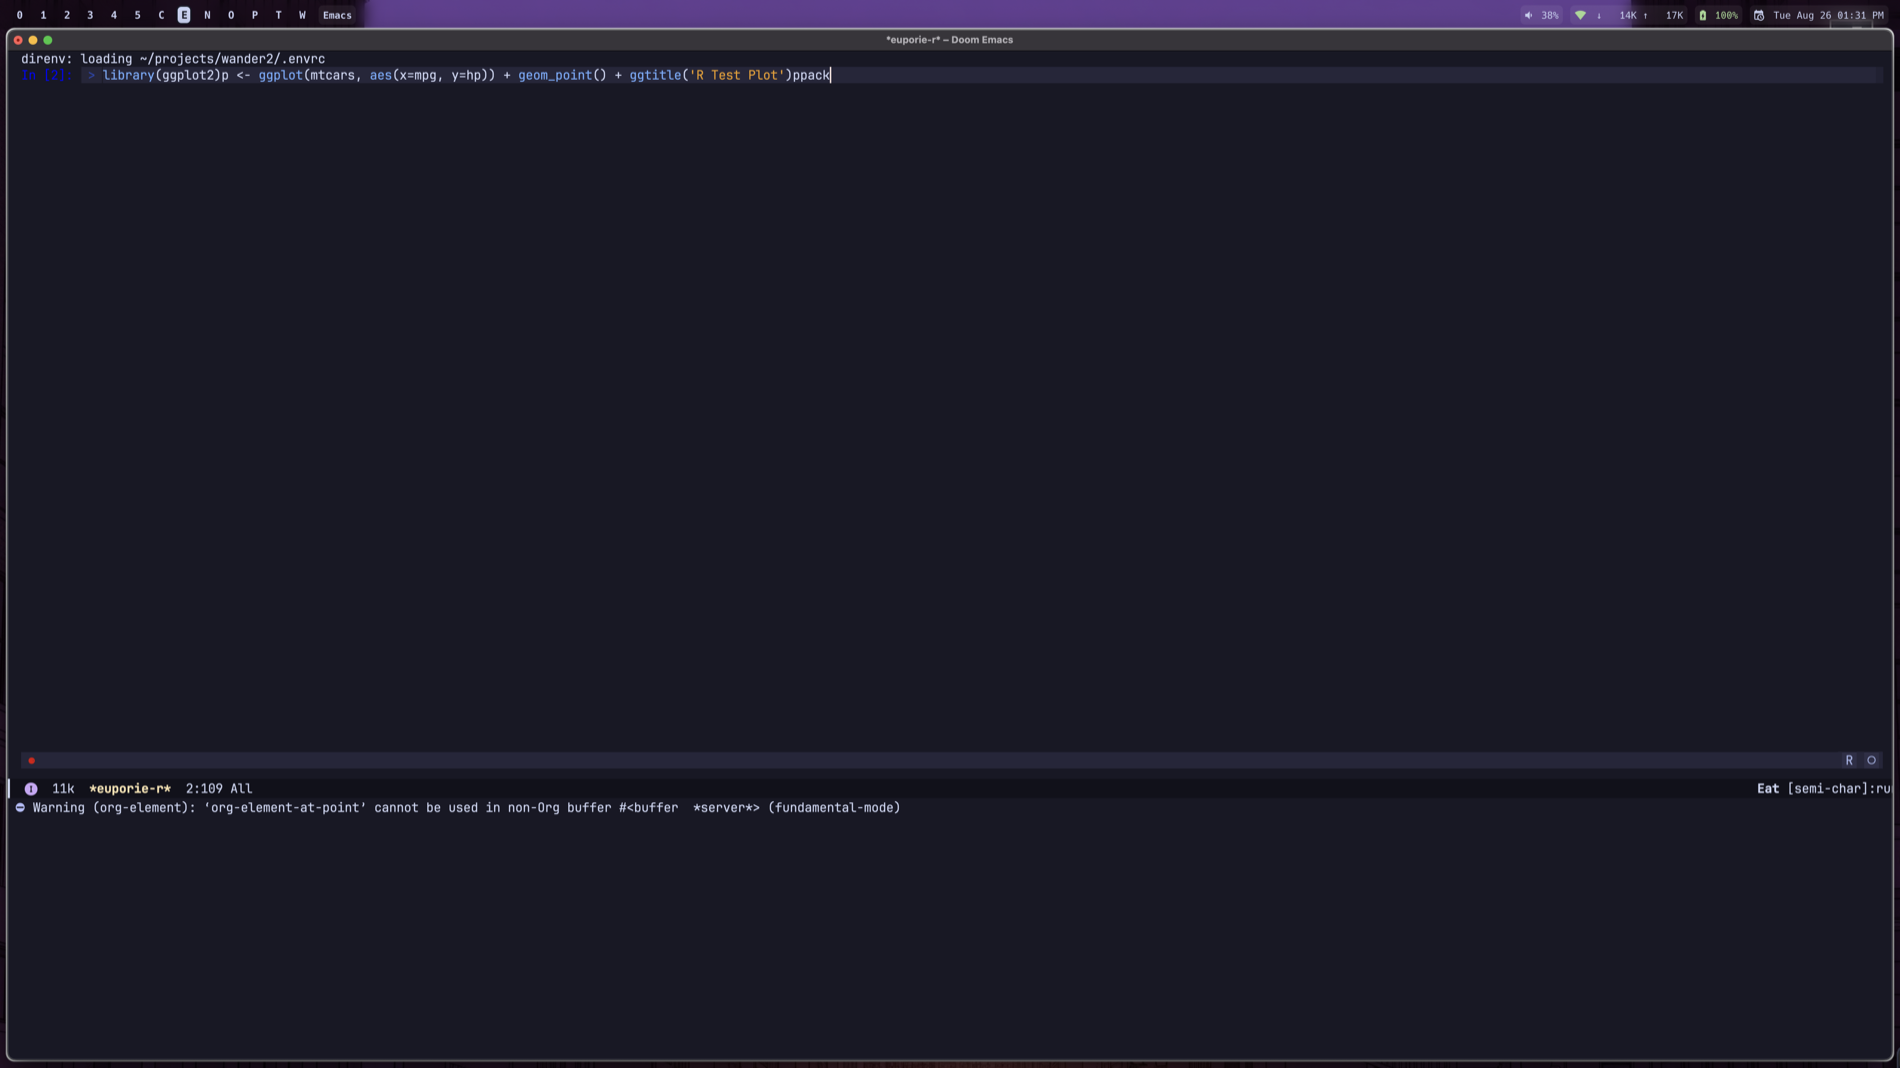 0 1 2 3 4 5 C E N O P T W Emacs 38% ↓ 14K ↑ 17K 100% Tue Aug 26 01:31 PM
*euporie-r* – Doom Emacs
direnv: loading ~/projects/wander2/.envrc
In [2]: > library(ggplot2)p <- ggplot(mtcars, aes(x=mpg, y=hp)) + geom_point() + ggtitle('R Test Plot')ppack
R
I 11k *euporie-r* 2:109 All Eat [semi-char]:ru
Warning (org-element): ‘org-element-at-point’ cannot be used in non-Org buffer #<buffer  *server*> (fundamental-mode)